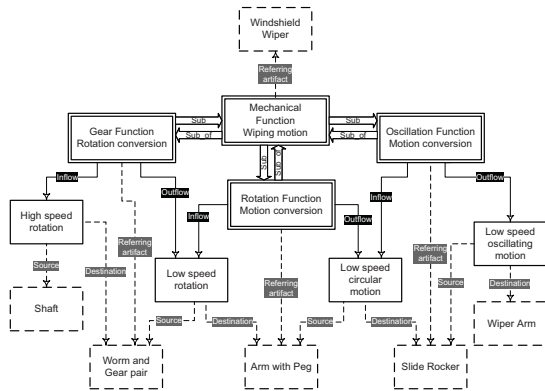 Windshield
Wiper
Referring
artifact
Mechanical
Function
Wiping motion
Sub
Sub_of
Sub
Sub_of
Gear Function
Rotation conversion
Oscillation Function
Motion conversion
Sub
Sub_of
Rotation Function
Motion conversion
Inflow
Outflow
Inflow
Outflow
Inflow
Outflow
High speed
rotation
Referring
artifact
Low speed
rotation
Referring
artifact
Low speed
circular
motion
Referring
artifact
Low speed
oscillating
motion
Source
Destination
Source
Destination
Shaft
Wiper Arm
Source
Destination
Source
Destination
Worm and
Gear pair
Arm with Peg
Slide Rocker